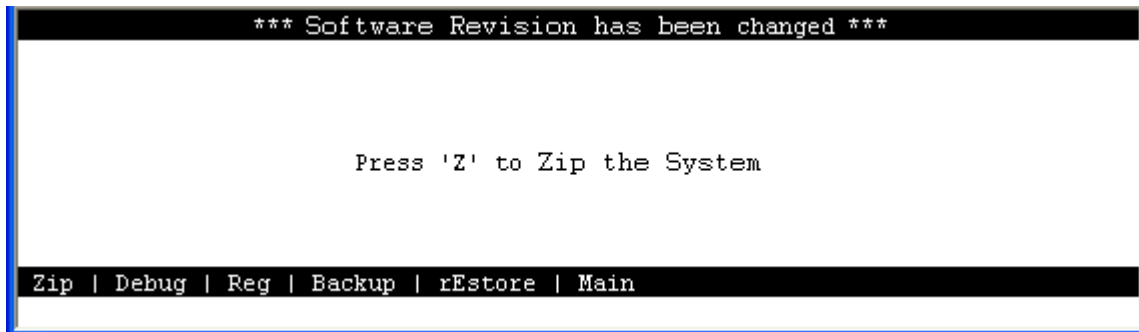 *** Software Revision has been changed ***
Press 'Z' to Zip the System
Zip | Debug | Reg | Backup | rEstore | Main